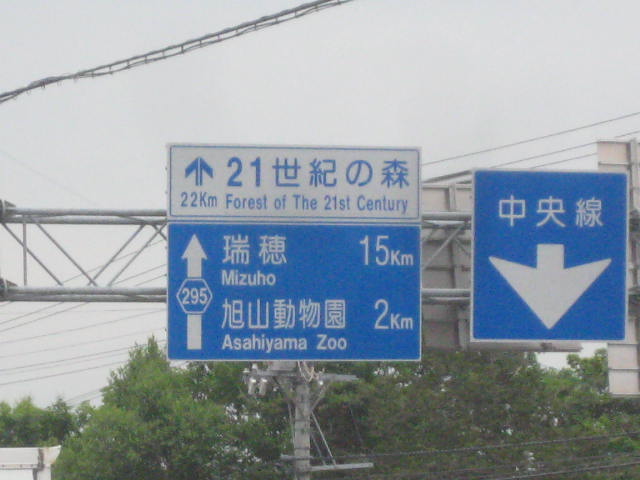 21世紀の森
22Km Forest of The 21st Century
瑞穂 15Km
Mizuho
295
旭山動物園 2Km
Asahiyama Zoo
中央線